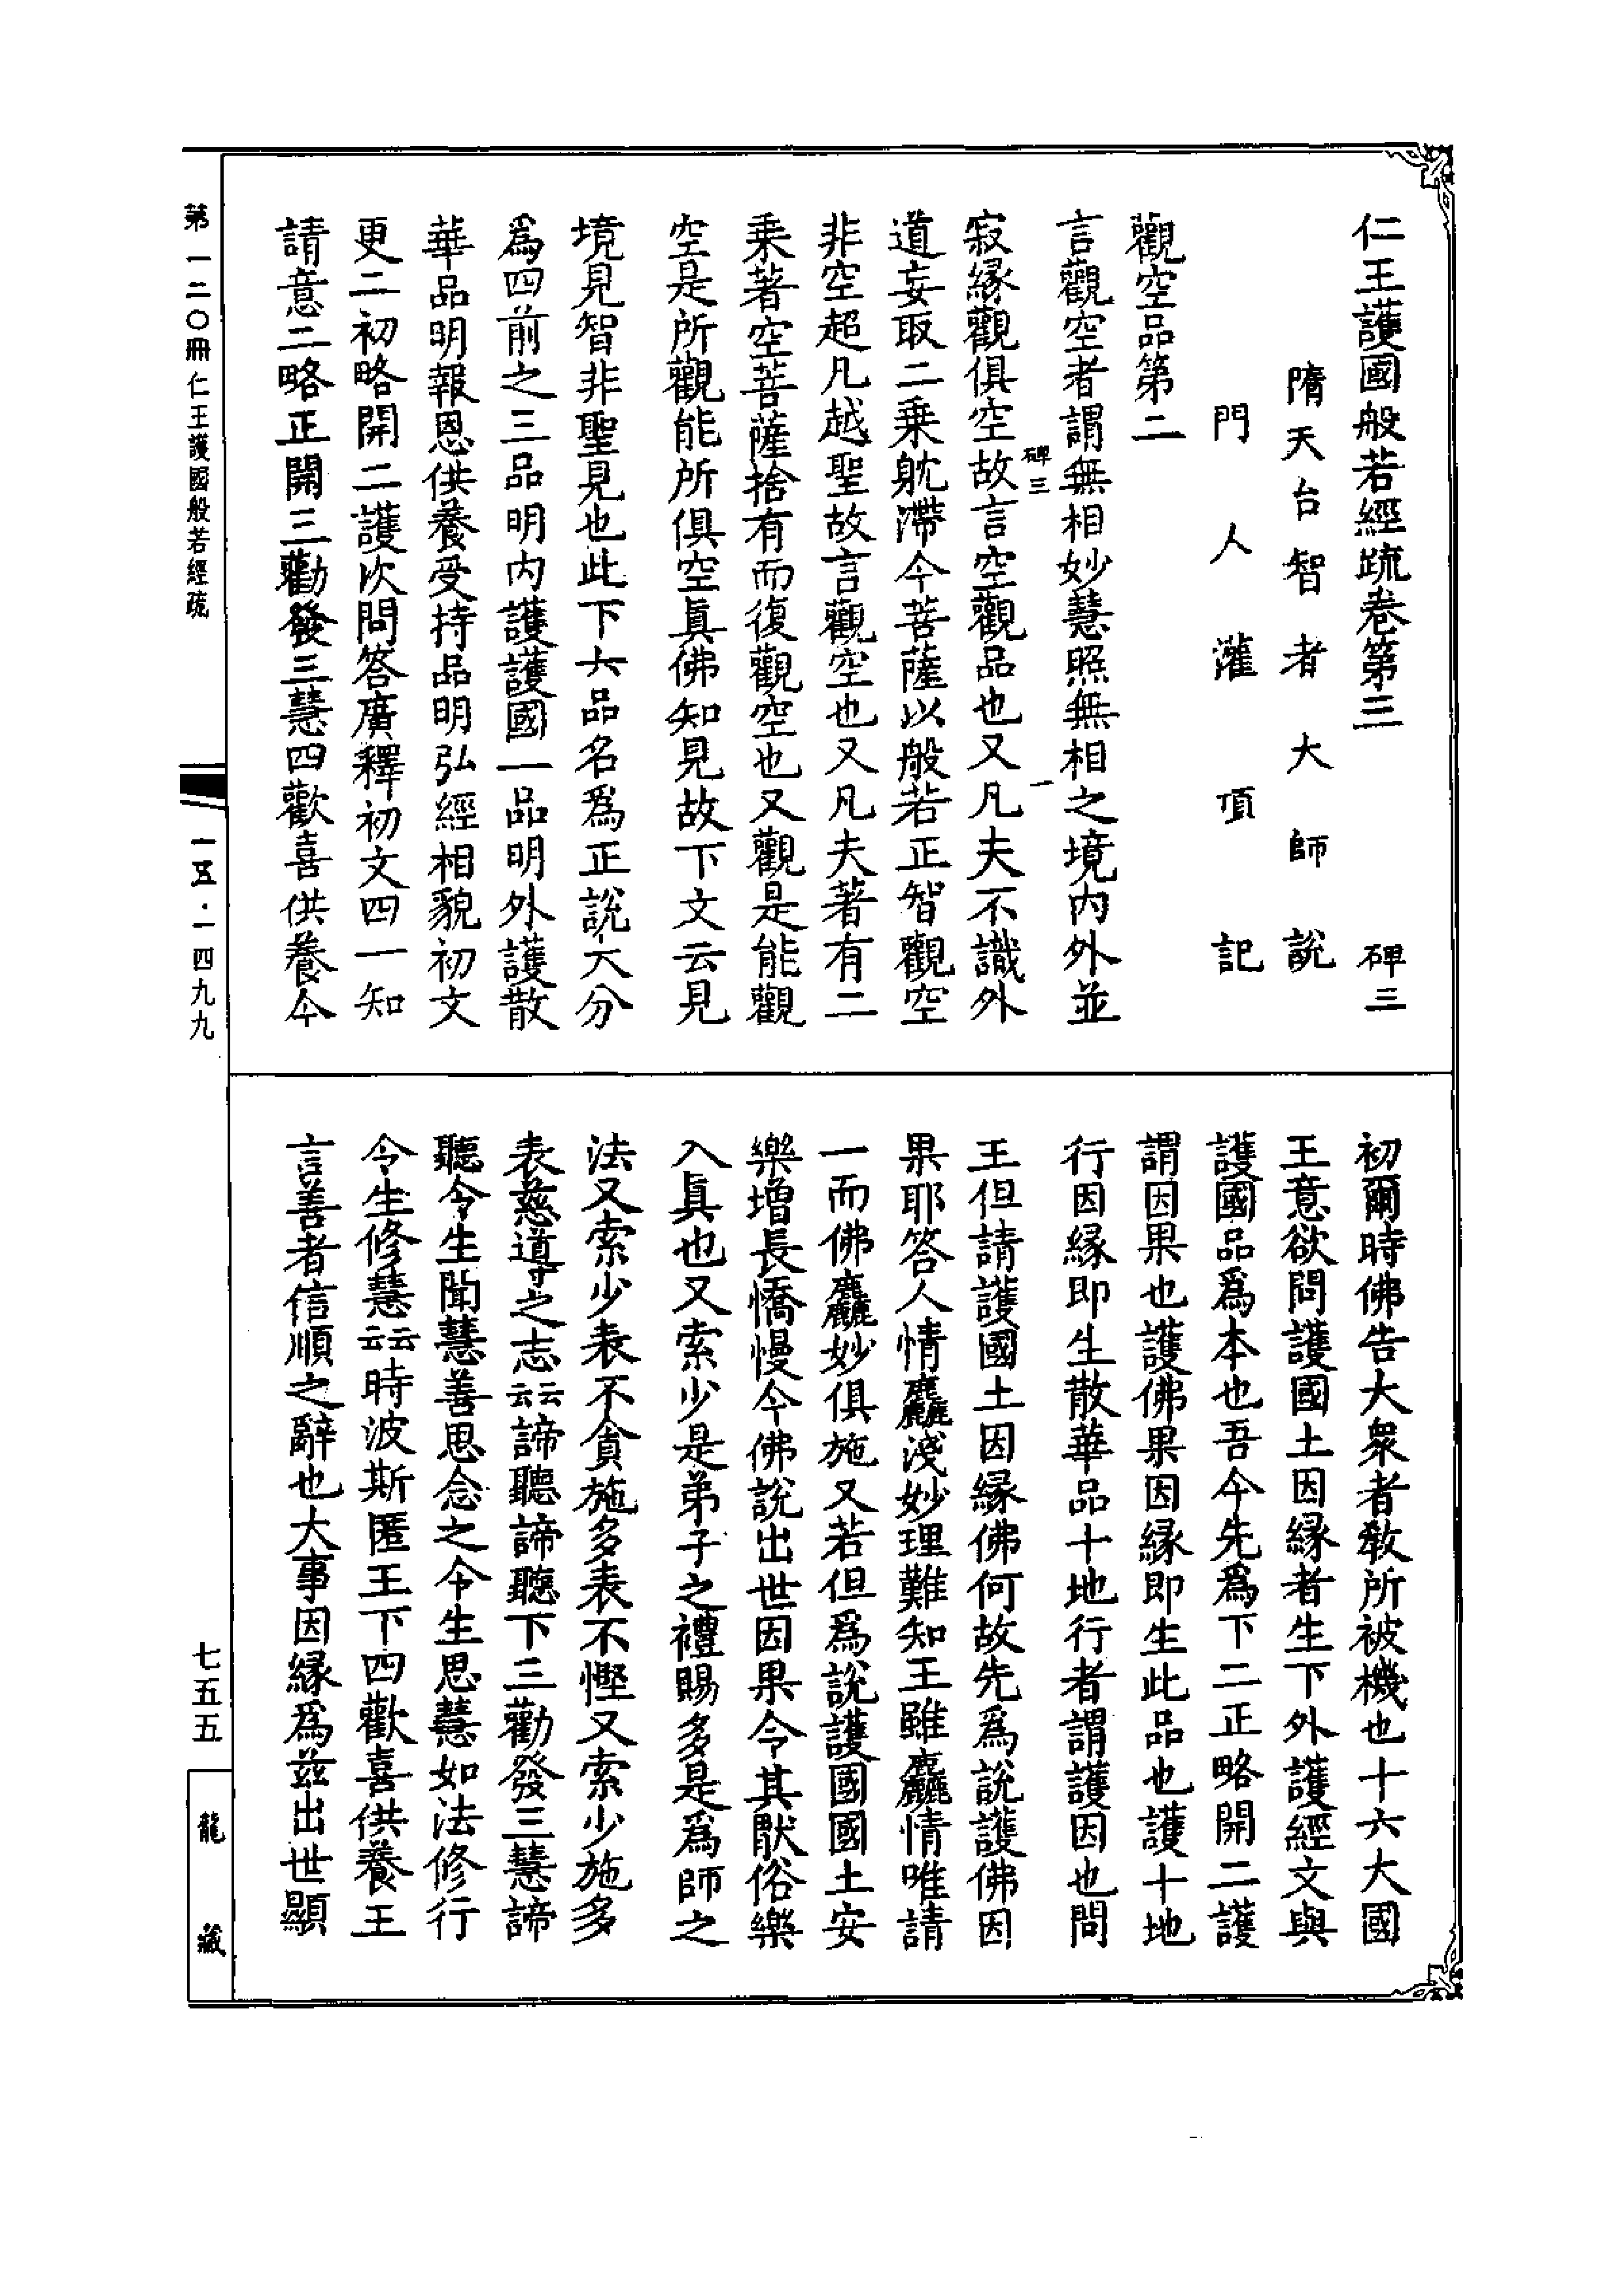 仁王護國般若經疏卷第三　碑三
隋天台智者大師說
門人灌頂記
觀空品第二
言觀空者謂無相妙慧照無相之境內外並
碑三　一
寂緣觀俱空故言空觀品也又凡夫不識外
道妄取二乘躭滯今菩薩以般若正智觀空
非空超凡越聖故言觀空也又凡夫著有二
乘著空菩薩捨有而復觀空也又觀是能觀
空是所觀能所俱空真佛知見故下文云見
境見智非聖見也此下六品名為正說大分
為四前之三品明內護護國一品明外護散
華品明報恩供養受持品明弘經相貌初文
更二初略開二護次問答廣釋初文四一知
請意二略正開三勸發三慧四歡喜供養今
初爾時佛告大眾者教所被機也十六大國
王意欲問護國土因緣者生下外護經文與
護國品為本也吾今先為下二正略開二護
謂因果也護佛果因緣即生此品也護十地
行因緣即生散華品十地行者謂護因也問
王但請護國土因緣佛何故先為說護佛因
果耶答人情麤淺妙理難知王雖麤情唯請
一而佛麤妙俱施又若但為說護國國土安
樂增長憍慢今佛說出世因果令其猒俗樂
入真也又索少是弟子之禮賜多是為師之
法又索少表不貪施多表不慳又索少施多
表慈導之志云云諦聽諦聽下三勸發三慧諦
聽令生聞慧善思念之令生思慧如法修行
令生修慧云云時波斯匿王下四歡喜供養王
言善者信順之辭也大事因緣為茲出世顯
第一二〇冊　仁王護國般若經疏
一五·一四九九
七五五
龍藏